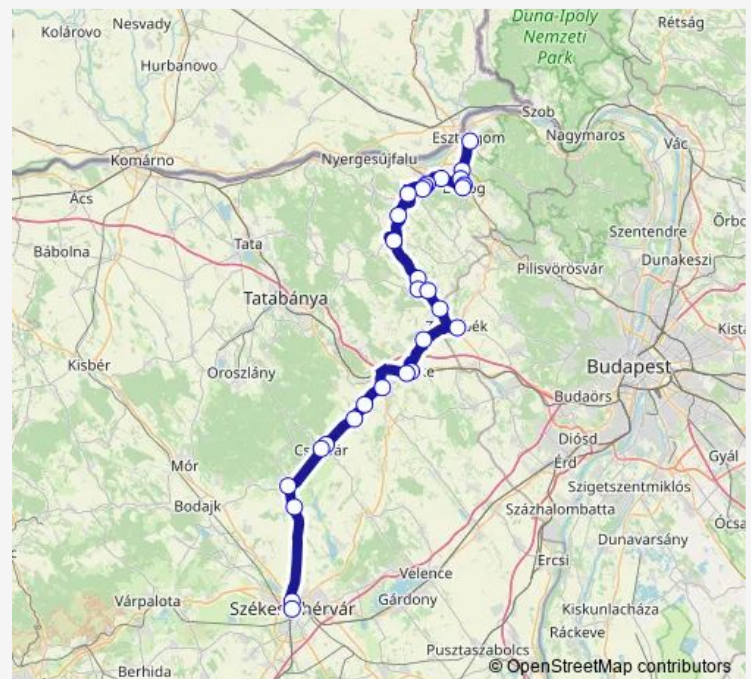 Duna-Ipoly
Nemzeti
Park
Rétság
Nesvady
Kolárovo
Hurbanovo
Szob
Nagymaros
Vác
Komárno
Nyergesújfalu
Ács
Szentendre
Bábolna
Tata
Dunakeszi
Pilisvörösvár
Tatabánya
Kisbér
Oroszlány
Budapest
Budaörs
Diósd
Érd
Gyál
Mór
Szigetszentmiklós
Bodajk
Százhalombatta
Dunavarsány
Ercsi
Velence
Várpalota
Gárdony
Kiskunlacháza
Ráckeve
Pusztaszabolcs
Berhida
© OpenStreetMap contributors